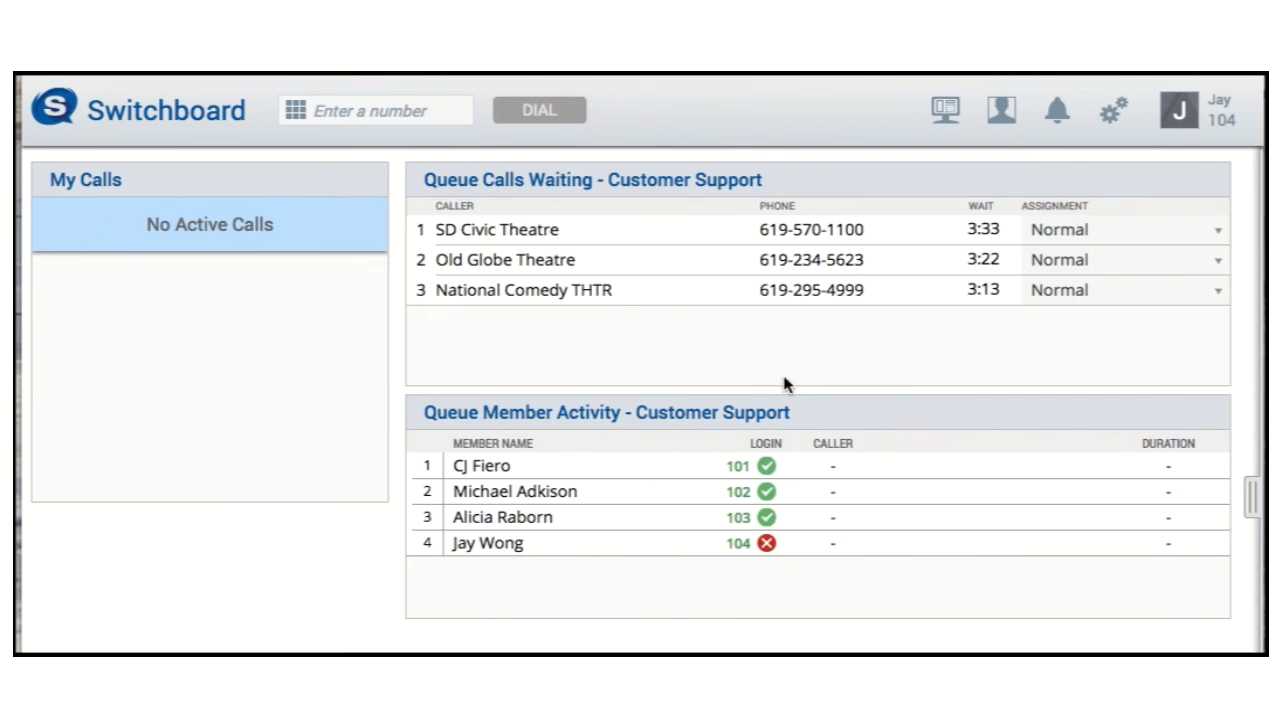 S Switchboard Enter a number DIAL J Jay 104
My Calls
No Active Calls
Queue Calls Waiting - Customer Support
CALLER PHONE WAIT ASSIGNMENT
1 SD Civic Theatre 619-570-1100 3:33 Normal
2 Old Globe Theatre 619-234-5623 3:22 Normal
3 National Comedy THTR 619-295-4999 3:13 Normal
Queue Member Activity - Customer Support
MEMBER NAME LOGIN CALLER DURATION
1 CJ Fiero 101 - -
2 Michael Adkison 102 - -
3 Alicia Raborn 103 - -
4 Jay Wong 104 - -